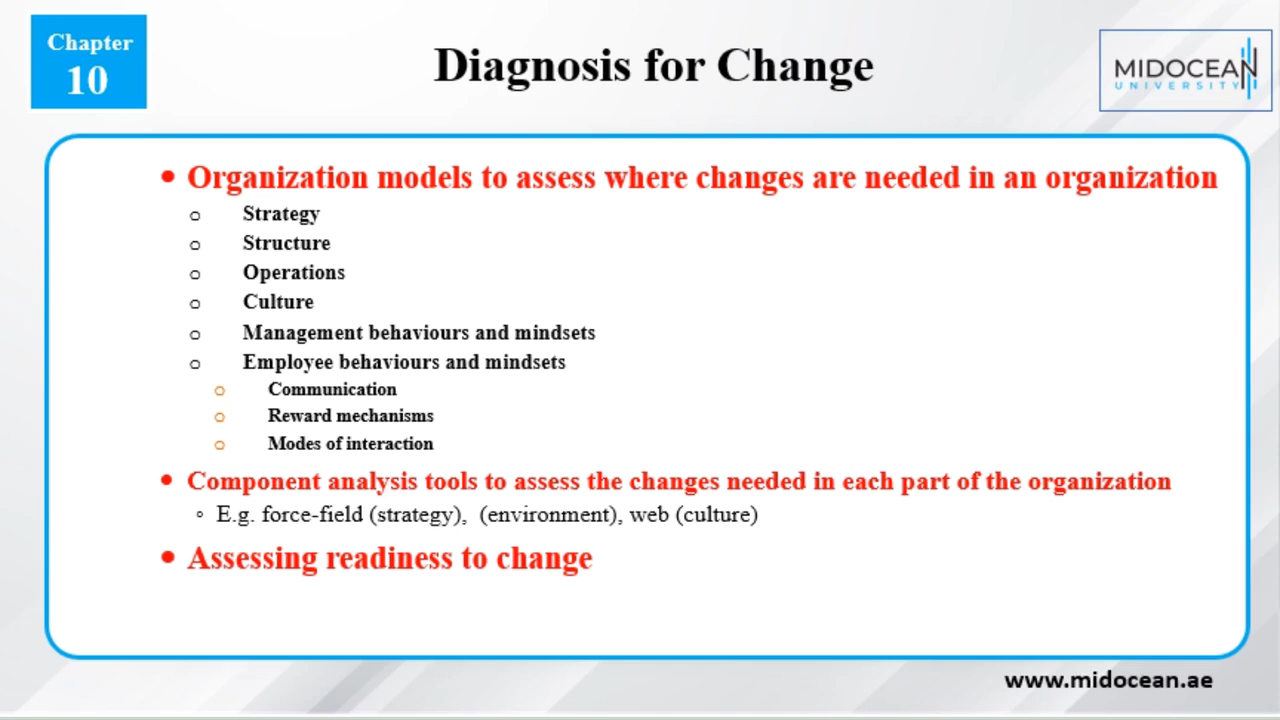 Chapter
10
Diagnosis for Change
MIDOCEAN
UNIVERSITY
• Organization models to assess where changes are needed in an organization
o Strategy
o Structure
o Operations
o Culture
o Management behaviours and mindsets
o Employee behaviours and mindsets
o Communication
o Reward mechanisms
o Modes of interaction
• Component analysis tools to assess the changes needed in each part of the organization
◦ E.g. force-field (strategy),  (environment), web (culture)
• Assessing readiness to change
www.midocean.ae